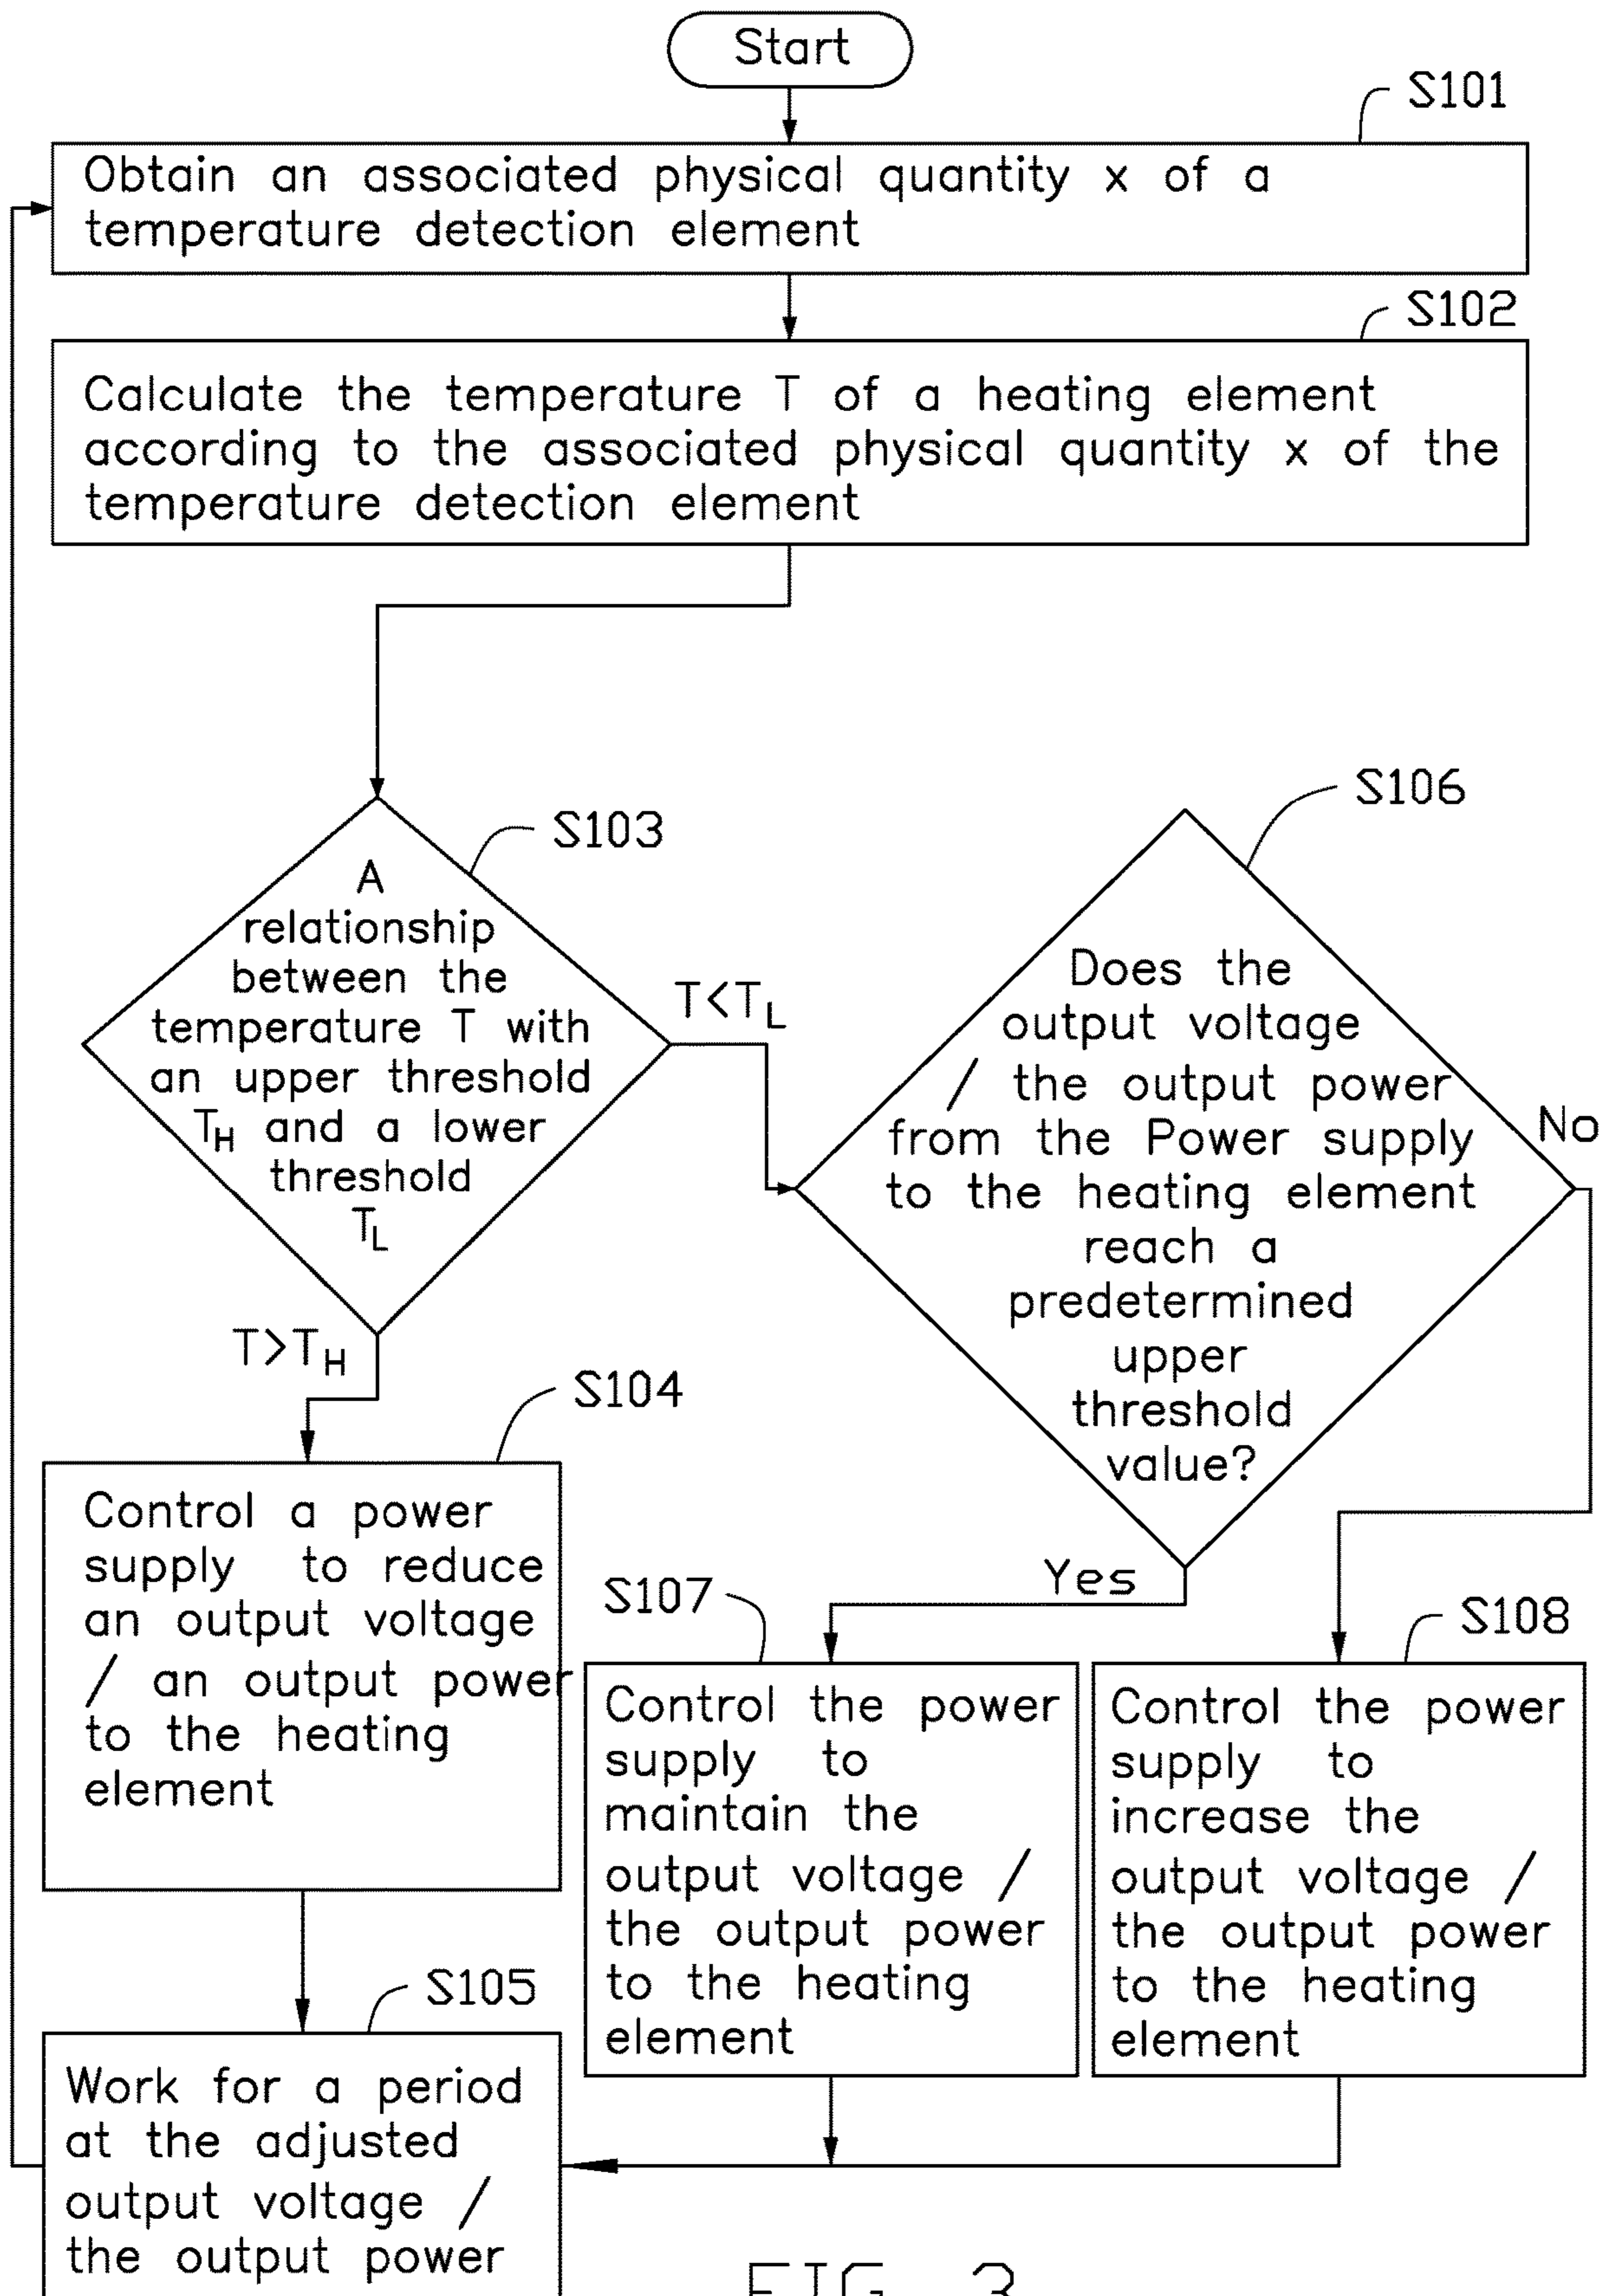 Start
S101
Obtain an associated physical quantity x of a
temperature detection element
S102
Calculate the temperature T of a heating element
according to the associated physical quantity x of the
temperature detection element
S103
A
relationship
between the
temperature T with
an upper threshold
TH and a lower
threshold
TL
T<TL
S106
Does the
output voltage
/ the output power
from the Power supply
to the heating element
reach a
predetermined
upper
threshold
value?
No
T>TH
S104
Control a power
supply to reduce
an output voltage
/ an output power
to the heating
element
Yes
S107
Control the power
supply to
maintain the
output voltage /
the output power
to the heating
element
S108
Control the power
supply to
increase the
output voltage /
the output power
to the heating
element
S105
Work for a period
at the adjusted
output voltage /
the output power
FIG. 3